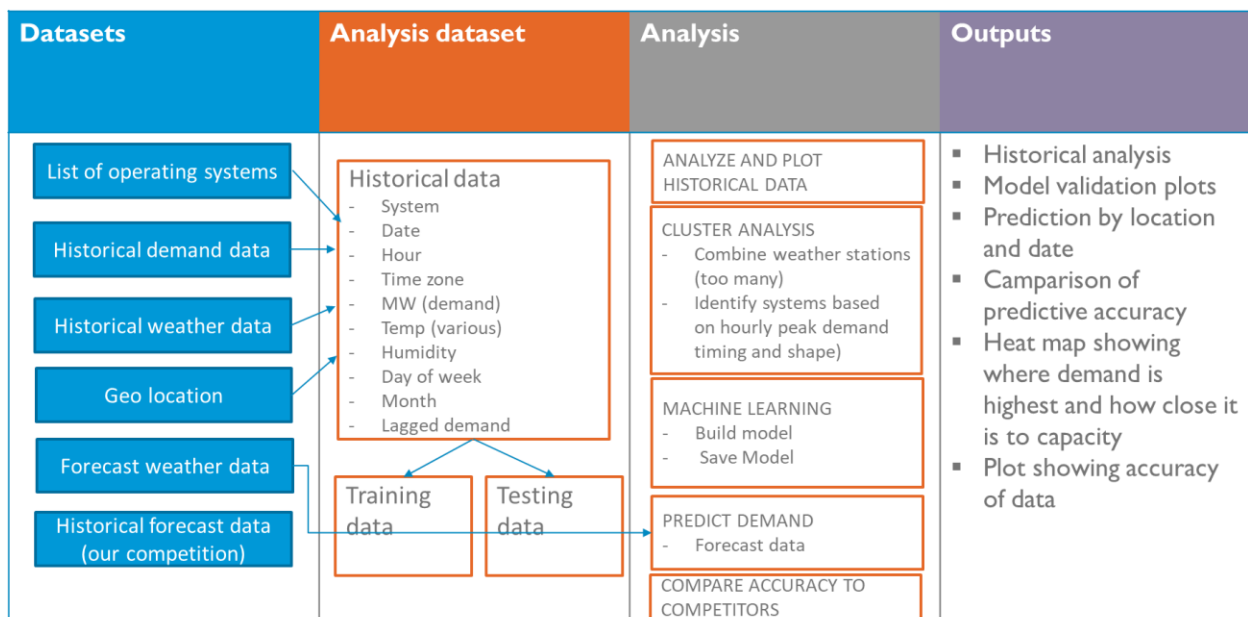 Datasets
Analysis dataset
Analysis
Outputs
List of operating systems
Historical demand data
Historical weather data
Geo location
Forecast weather data
Historical forecast data
(our competition)
Historical data
- System
- Date
- Hour
- Time zone
- MW (demand)
- Temp (various)
- Humidity
- Day of week
- Month
- Lagged demand
Training
data
Testing
data
ANALYZE AND PLOT
HISTORICAL DATA
CLUSTER ANALYSIS
- Combine weather stations
(too many)
- Identify systems based
on hourly peak demand
timing and shape)
MACHINE LEARNING
- Build model
- Save Model
PREDICT DEMAND
- Forecast data
COMPARE ACCURACY TO
COMPETITORS
▪ Historical analysis
▪ Model validation plots
▪ Prediction by location
and date
▪ Camparison of
predictive accuracy
▪ Heat map showing
where demand is
highest and how close it
is to capacity
▪ Plot showing accuracy
of data